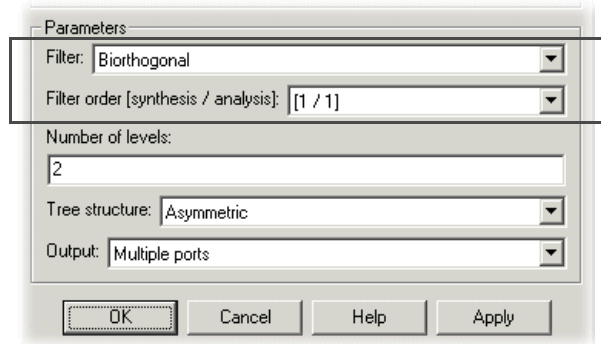 Parameters
Filter: Biorthogonal
Filter order [synthesis / analysis]: [1 / 1]
Number of levels:
2
Tree structure: Asymmetric
Output: Multiple ports
OK Cancel Help Apply